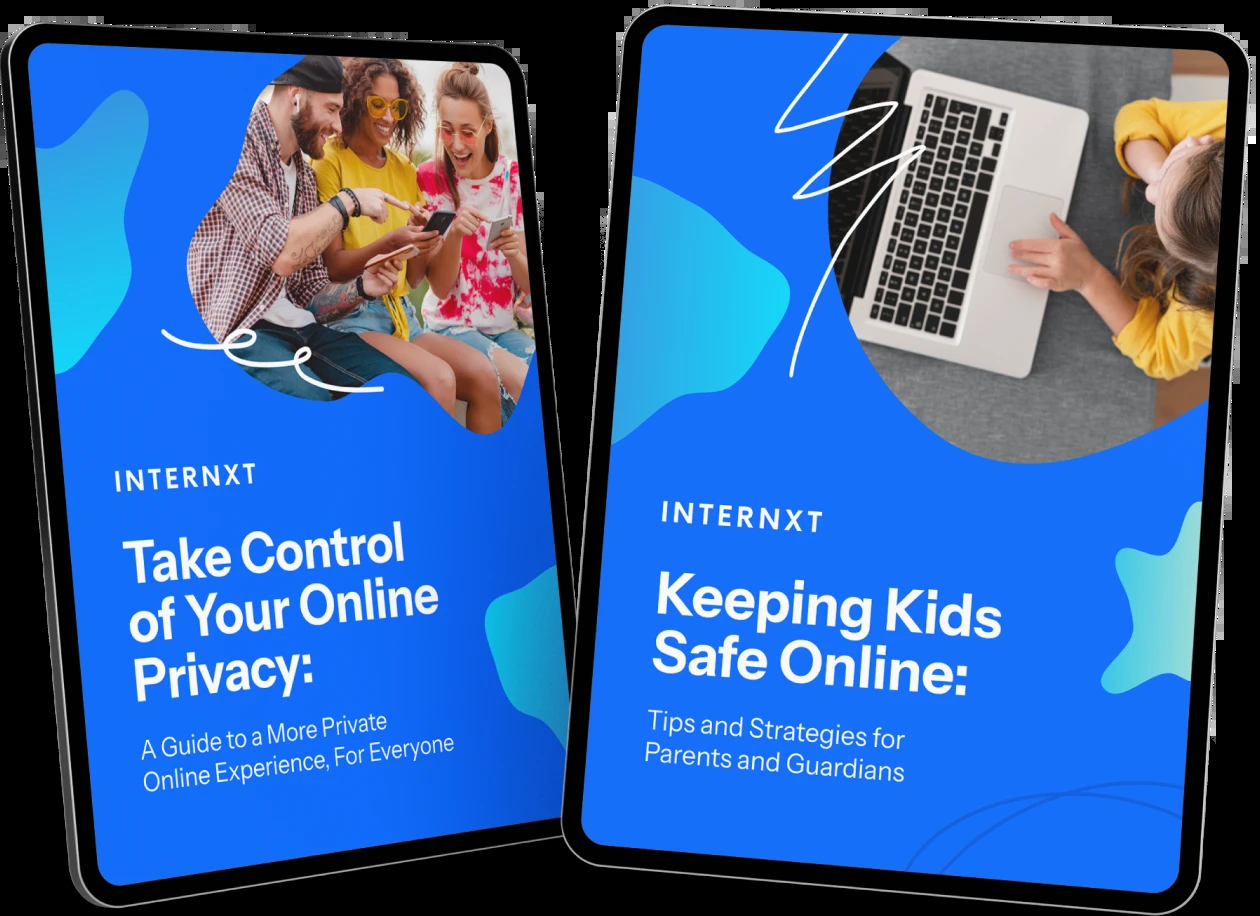 INTERNXT
Take Control
of Your Online
Privacy:
A Guide to a More Private
Online Experience, For Everyone
INTERNXT
Keeping Kids
Safe Online:
Tips and Strategies for
Parents and Guardians